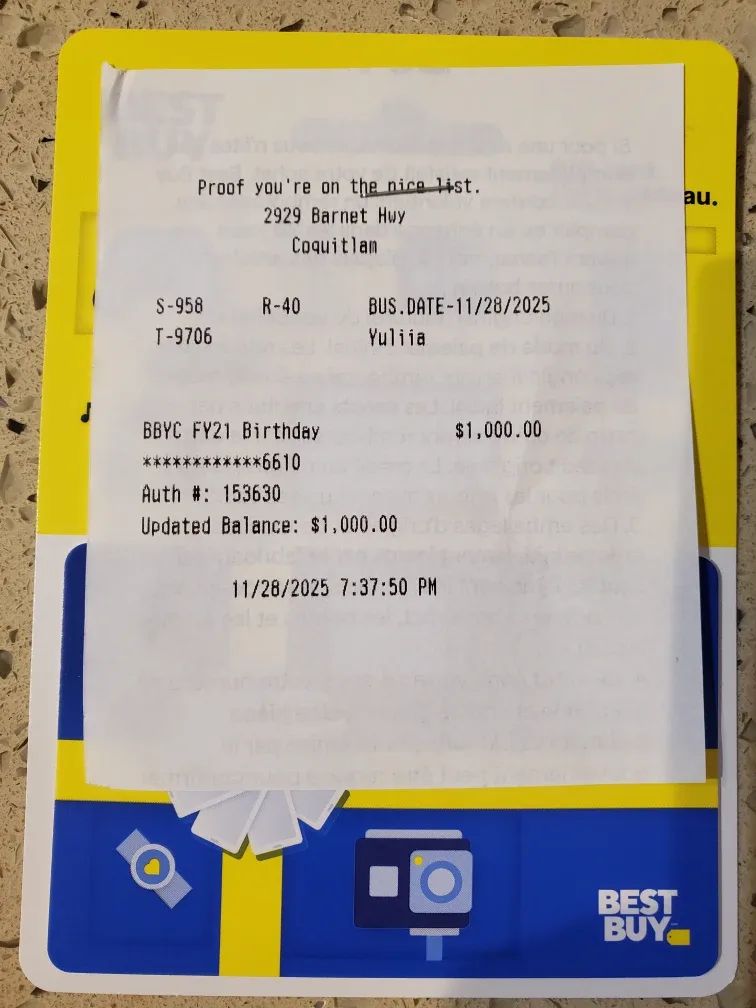 Proof you're on the nice list.
au.
2929 Barnet Hwy
Coquitlam
S-958 R-40 BUS.DATE-11/28/2025
T-9706 Yuliia
BBYC FY21 Birthday $1,000.00
************6610
Auth #: 153630
Updated Balance: $1,000.00
11/28/2025 7:37:50 PM
BEST
BUY